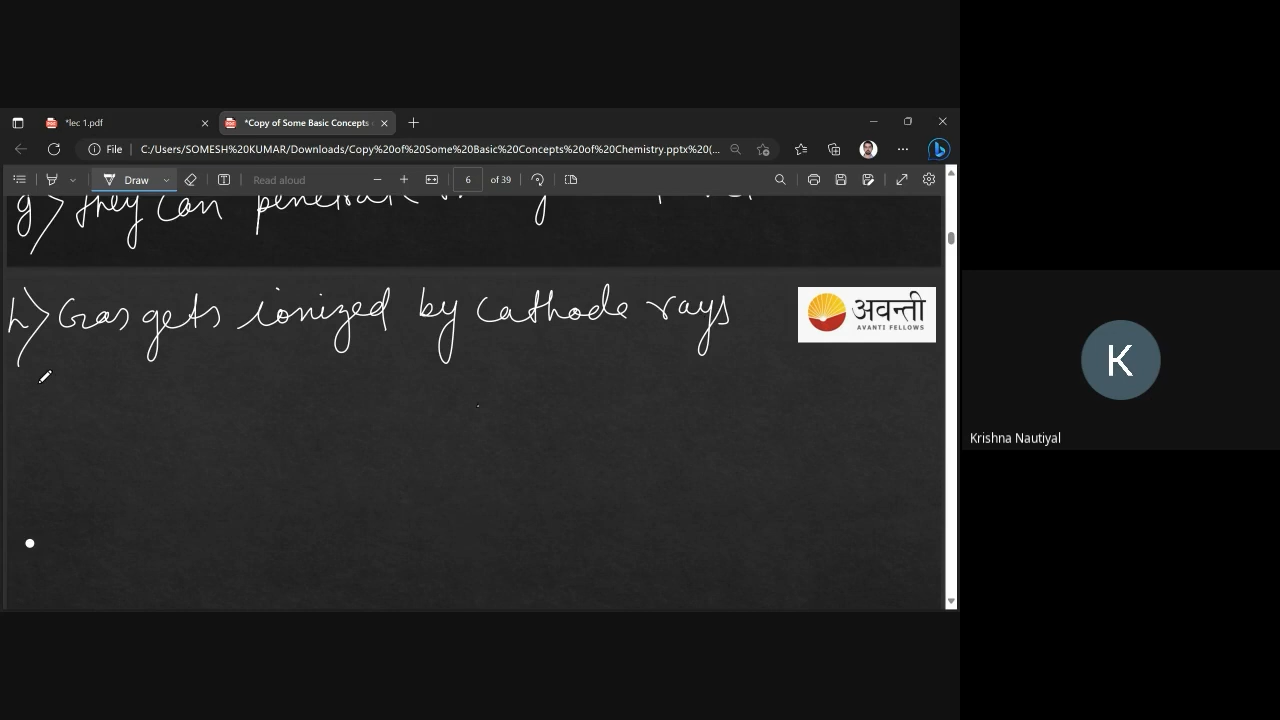 *lec 1.pdf
*Copy of Some Basic Concepts
File
C:/Users/SOMESH%20KUMAR/Downloads/Copy%20of%20Some%20Basic%20Concepts%20of%20Chemistry.pptx%20(...
Draw
Read aloud
6
of 39
g> They can penetrate
h> Gas gets ionized by cathode rays
अवन्ती
AVANTI FELLOWS
K
Krishna Nautiyal